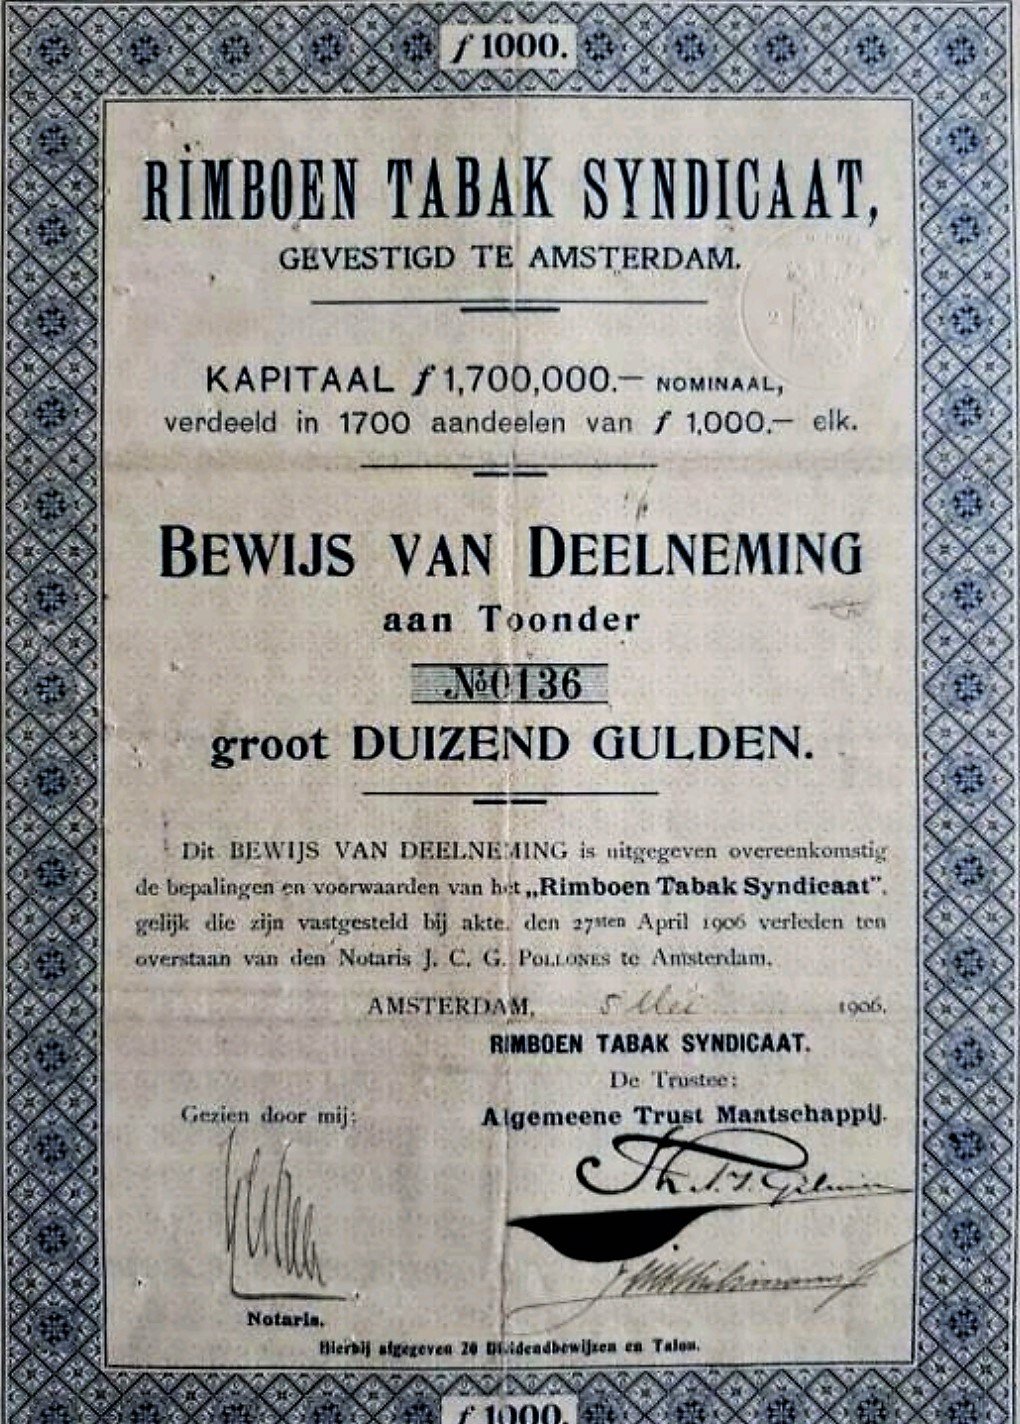 ƒ 1000.
RIMBOEN TABAK SYNDICAAT,
GEVESTIGD TE AMSTERDAM.
KAPITAAL ƒ 1,700,000.— NOMINAAL,
verdeeld in 1700 aandeelen van ƒ 1,000.— elk.
BEWIJS VAN DEELNEMING
aan Toonder
No 0136
groot DUIZEND GULDEN.
Dit BEWIJS VAN DEELNEMING is uitgegeven overeenkomstig
de bepalingen en voorwaarden van het „Rimboen Tabak Syndicaat",
gelijk die zijn vastgesteld bij akte, den 27sten April 1906 verleden ten
overstaan van den Notaris J. C. G. POLLONES te Amsterdam.
AMSTERDAM, 5 Mei 1906.
RIMBOEN TABAK SYNDICAAT.
De Trustee:
Gezien door mij: Algemeene Trust Maatschappij.
Notaris.
Hierbij afgegeven 20 Dividendbewijzen en Talon.
ƒ 1000.